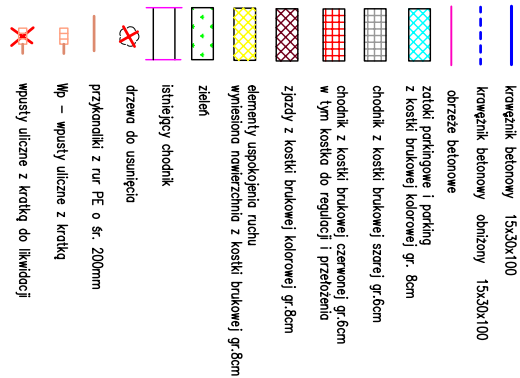 krawężnik betonowy 15x30x100
krawężnik betonowy obniżony 15x30x100
obrzeże betonowe
zatoki parkingowe i parking
z kostki brukowej kolorowej gr. 8cm
chodnik z kostki brukowej szarej gr.6cm
chodnik z kostki brukowej czerwonej gr.6cm
w tym kostka do regulacji i przełożenia
zjazdy z kostki brukowej kolorowej gr.8cm
elementy uspokojenia ruchu
wyniesiona nawierzchnia z kostki brukowej gr.8cm
zieleń
istniejący chodnik
drzewa do usunięcia
przykanaliki z rur PE o śr. 200mm
Wp – wpusty uliczne z kratką
wpusty uliczne z kratką do likwidacji